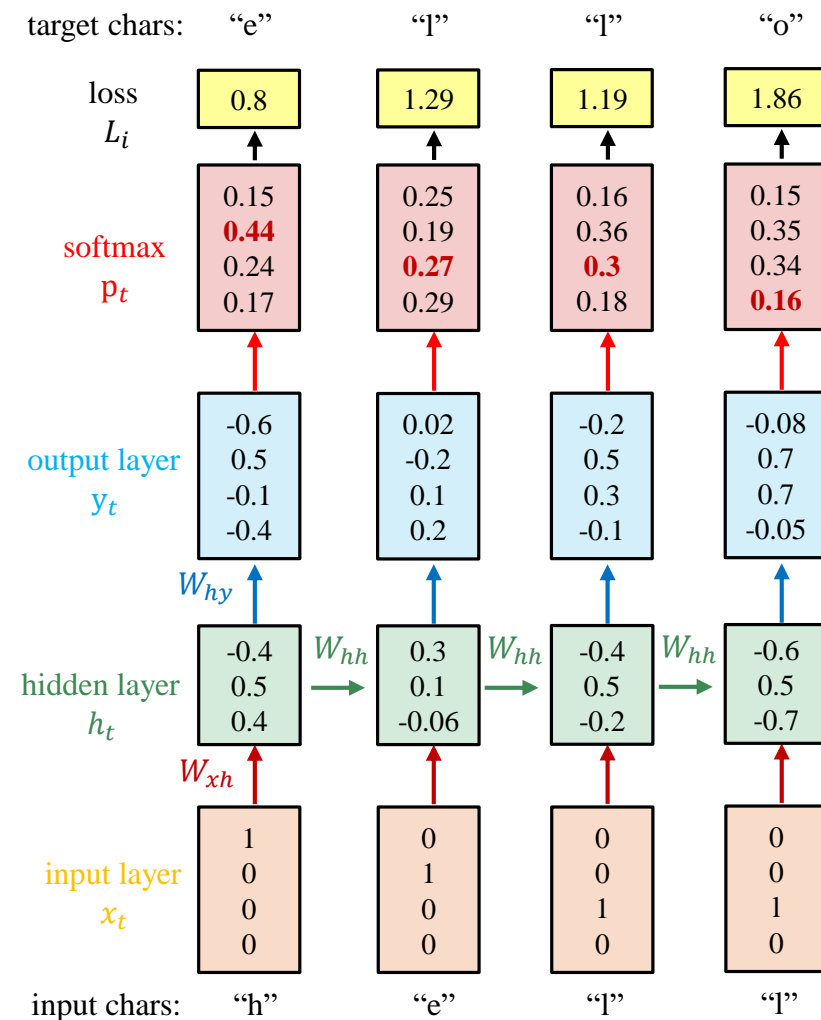 target chars: “e” “l” “l” “o”
loss
L_i
0.8 1.29 1.19 1.86
softmax
p_t
0.15 0.25 0.16 0.15
0.44 0.19 0.36 0.35
0.24 0.27 0.3 0.34
0.17 0.29 0.18 0.16
output layer
y_t
-0.6 0.02 -0.2 -0.08
0.5 -0.2 0.5 0.7
-0.1 0.1 0.3 0.7
-0.4 0.2 -0.1 -0.05
W_hy
hidden layer
h_t
-0.4 0.3 -0.4 -0.6
0.5 0.1 0.5 0.5
0.4 -0.06 -0.2 -0.7
W_hh W_hh W_hh
W_xh
input layer
x_t
1 0 0 0
0 1 0 0
0 0 1 1
0 0 0 0
input chars: “h” “e” “l” “l”